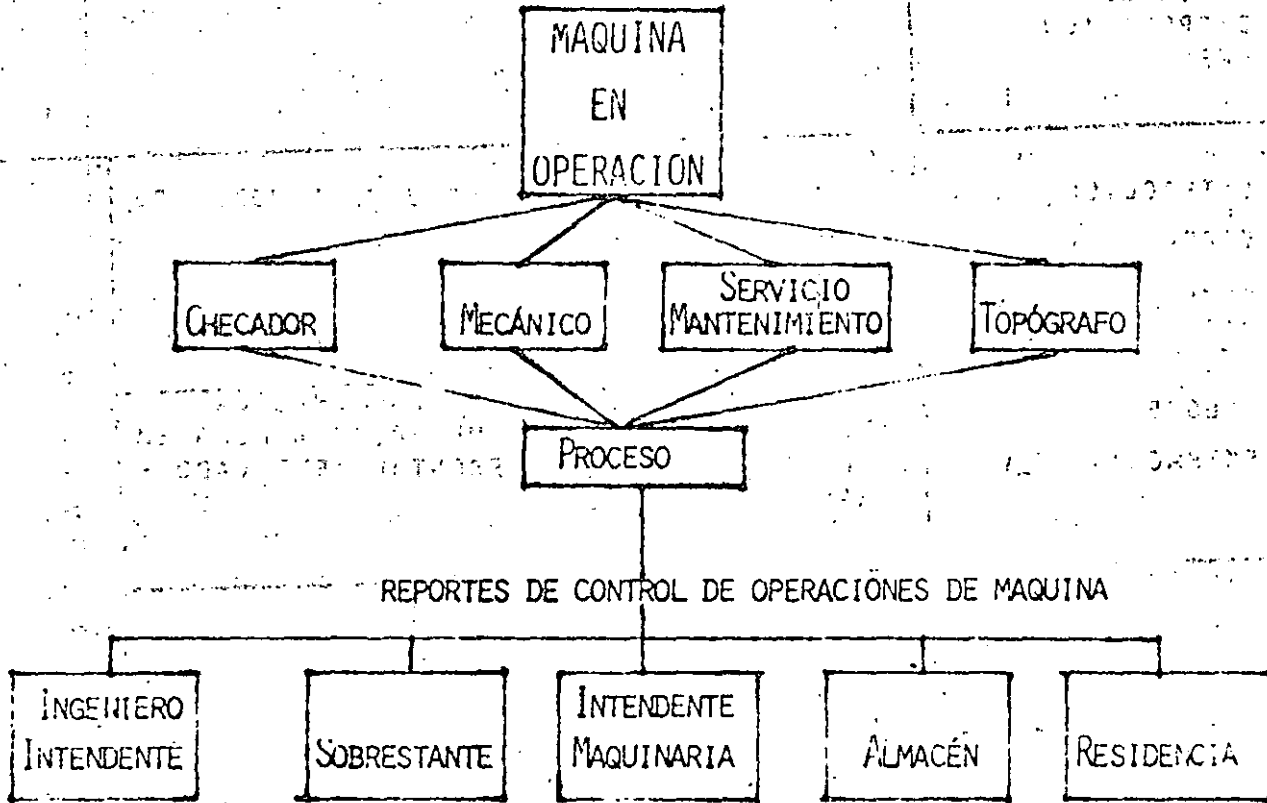 MAQUINA
EN
OPERACION
CHECADOR
MECÁNICO
SERVICIO
MANTENIMIENTO
TOPÓGRAFO
PROCESO
REPORTES DE CONTROL DE OPERACIONES DE MAQUINA
INGENIERO
INTENDENTE
SOBRESTANTE
INTENDENTE
MAQUINARIA
ALMACÉN
RESIDENCIA